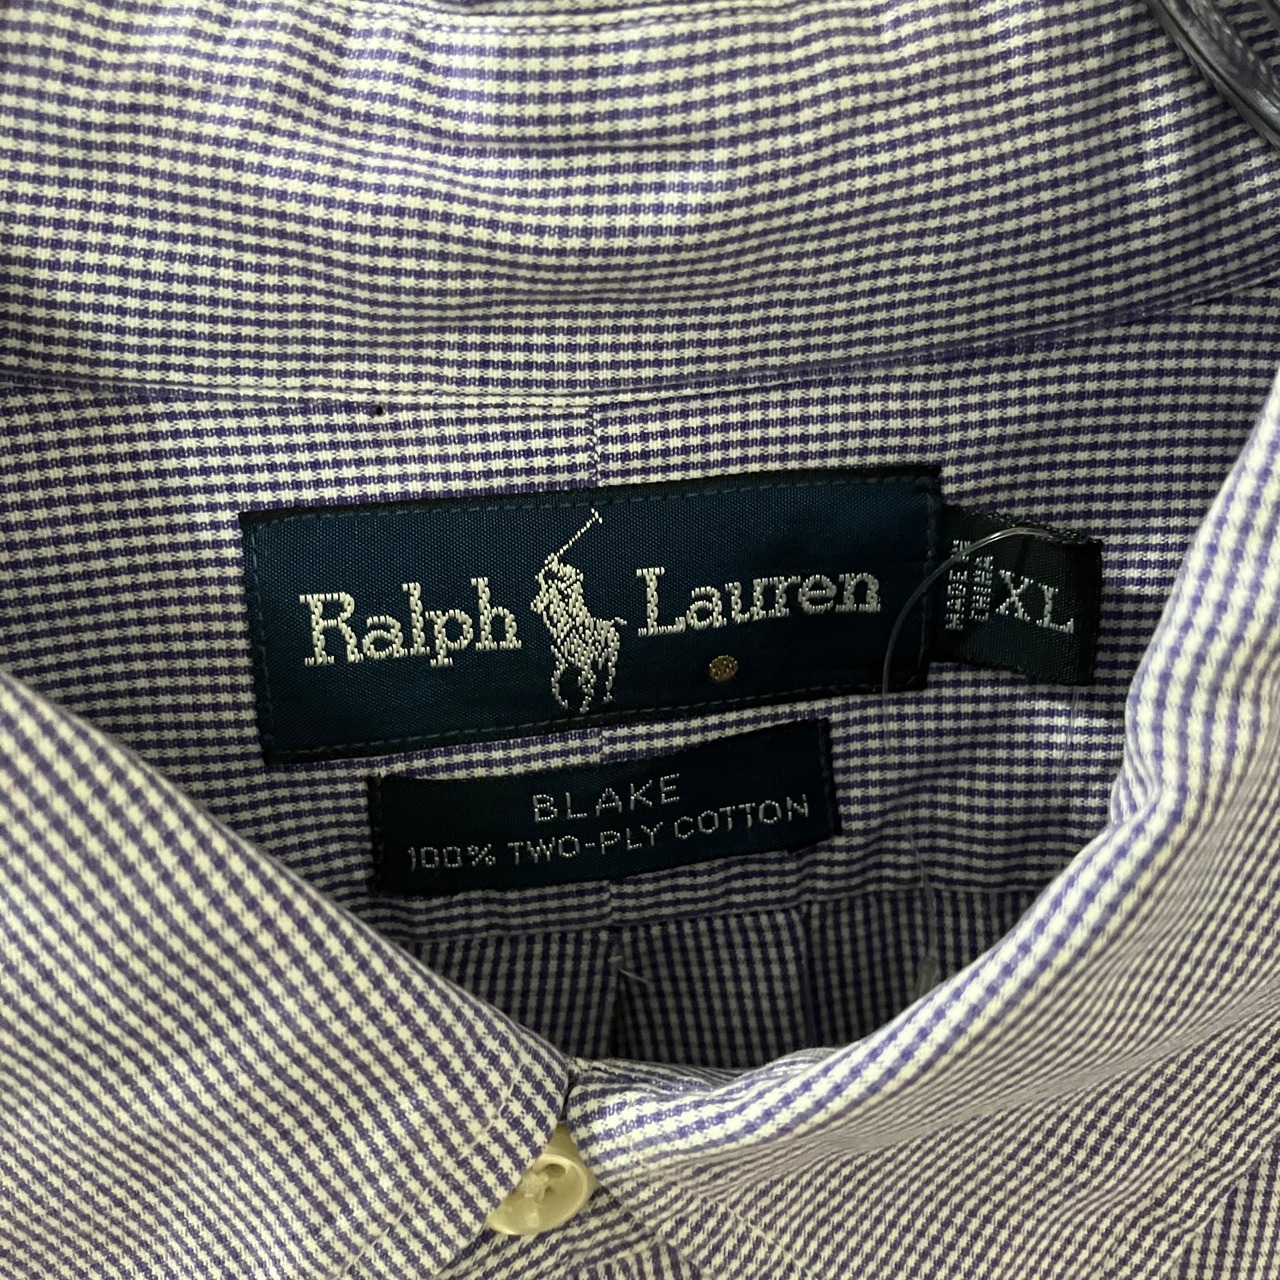 Ralph Lauren
XL
BLAKE
100% TWO-PLY COTTON